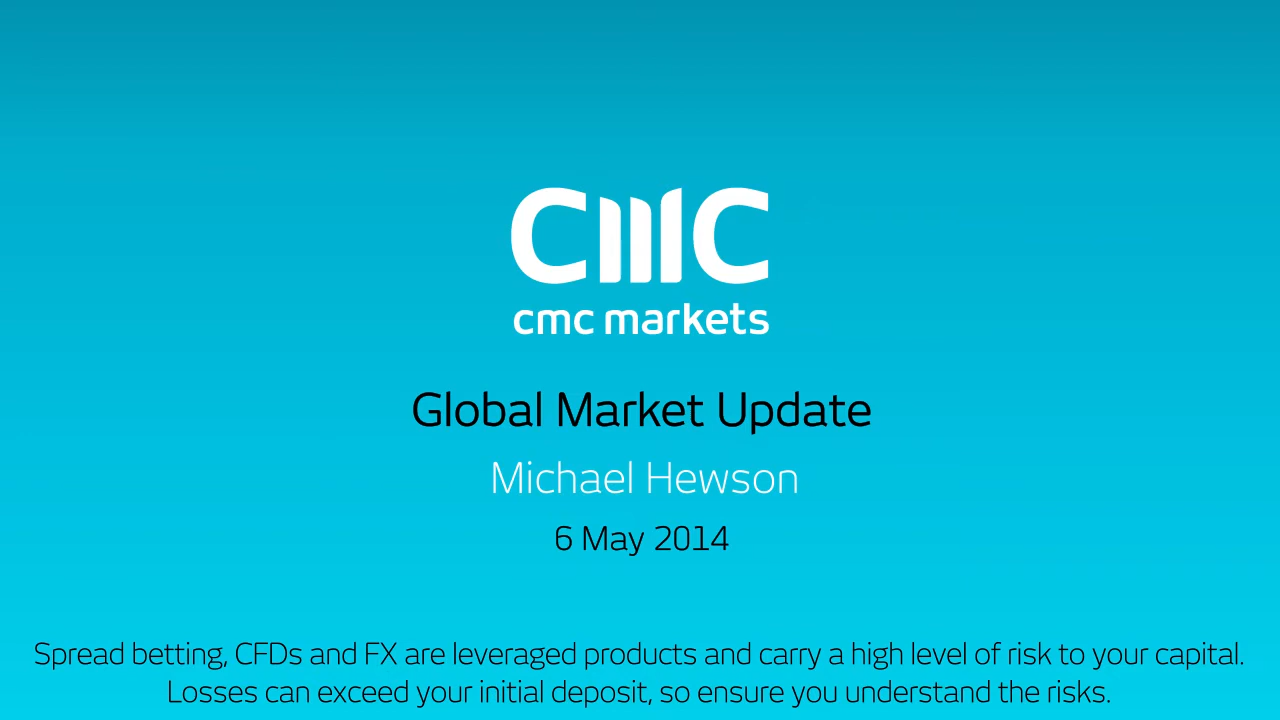 CMC
cmc markets
Global Market Update
Michael Hewson
6 May 2014
Spread betting, CFDs and FX are leveraged products and carry a high level of risk to your capital.
Losses can exceed your initial deposit, so ensure you understand the risks.